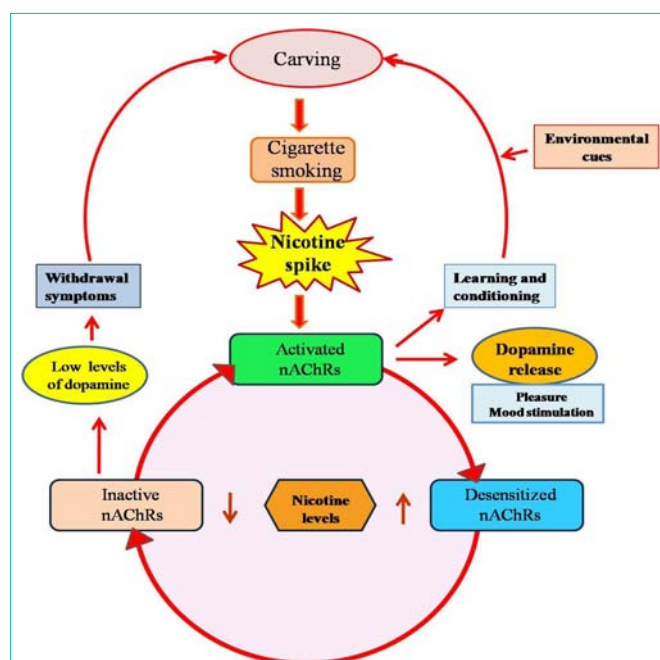 Carving
Cigarette
smoking
Environmental
cues
Nicotine
spike
Withdrawal
symptoms
Learning and
conditioning
Activated
nAChRs
Dopamine
release
Low levels
of dopamine
Pleasure
Mood stimulation
Inactive
nAChRs
Nicotine
levels
Desensitized
nAChRs